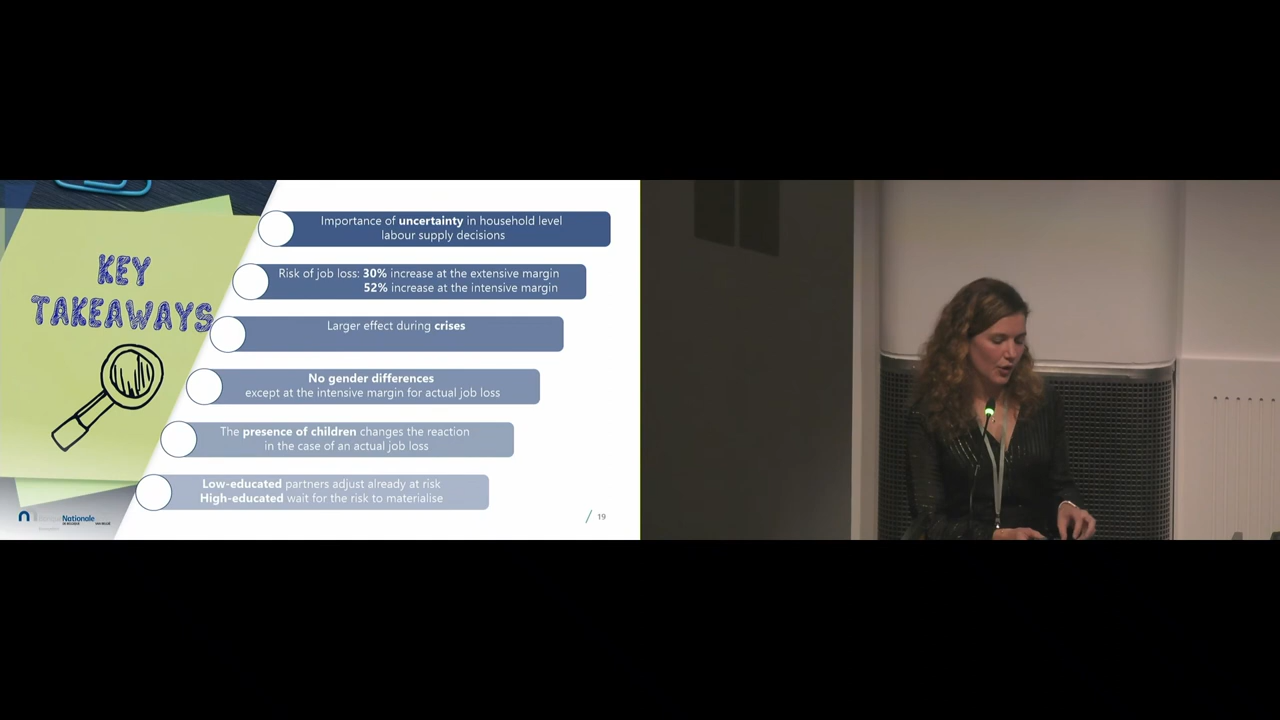 KEY
TAKEAWAYS
Importance of uncertainty in household level
labour supply decisions
Risk of job loss: 30% increase at the extensive margin
52% increase at the intensive margin
Larger effect during crises
No gender differences
except at the intensive margin for actual job loss
The presence of children changes the reaction
in the case of an actual job loss
Low-educated partners adjust already at risk
High-educated wait for the risk to materialise
Nationale
/ 19